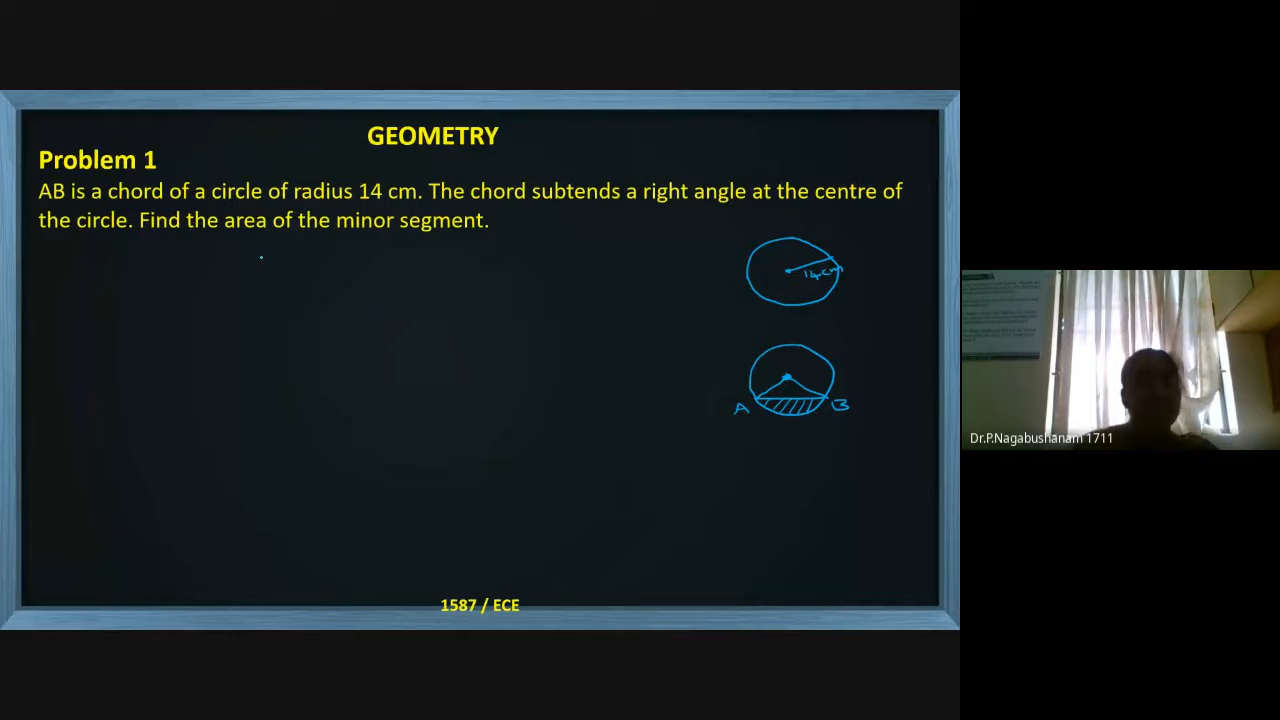 GEOMETRY
Problem 1
AB is a chord of a circle of radius 14 cm. The chord subtends a right angle at the centre of
the circle. Find the area of the minor segment.
14cm
A B
1587 / ECE
Dr.P.Nagabushanam 1711